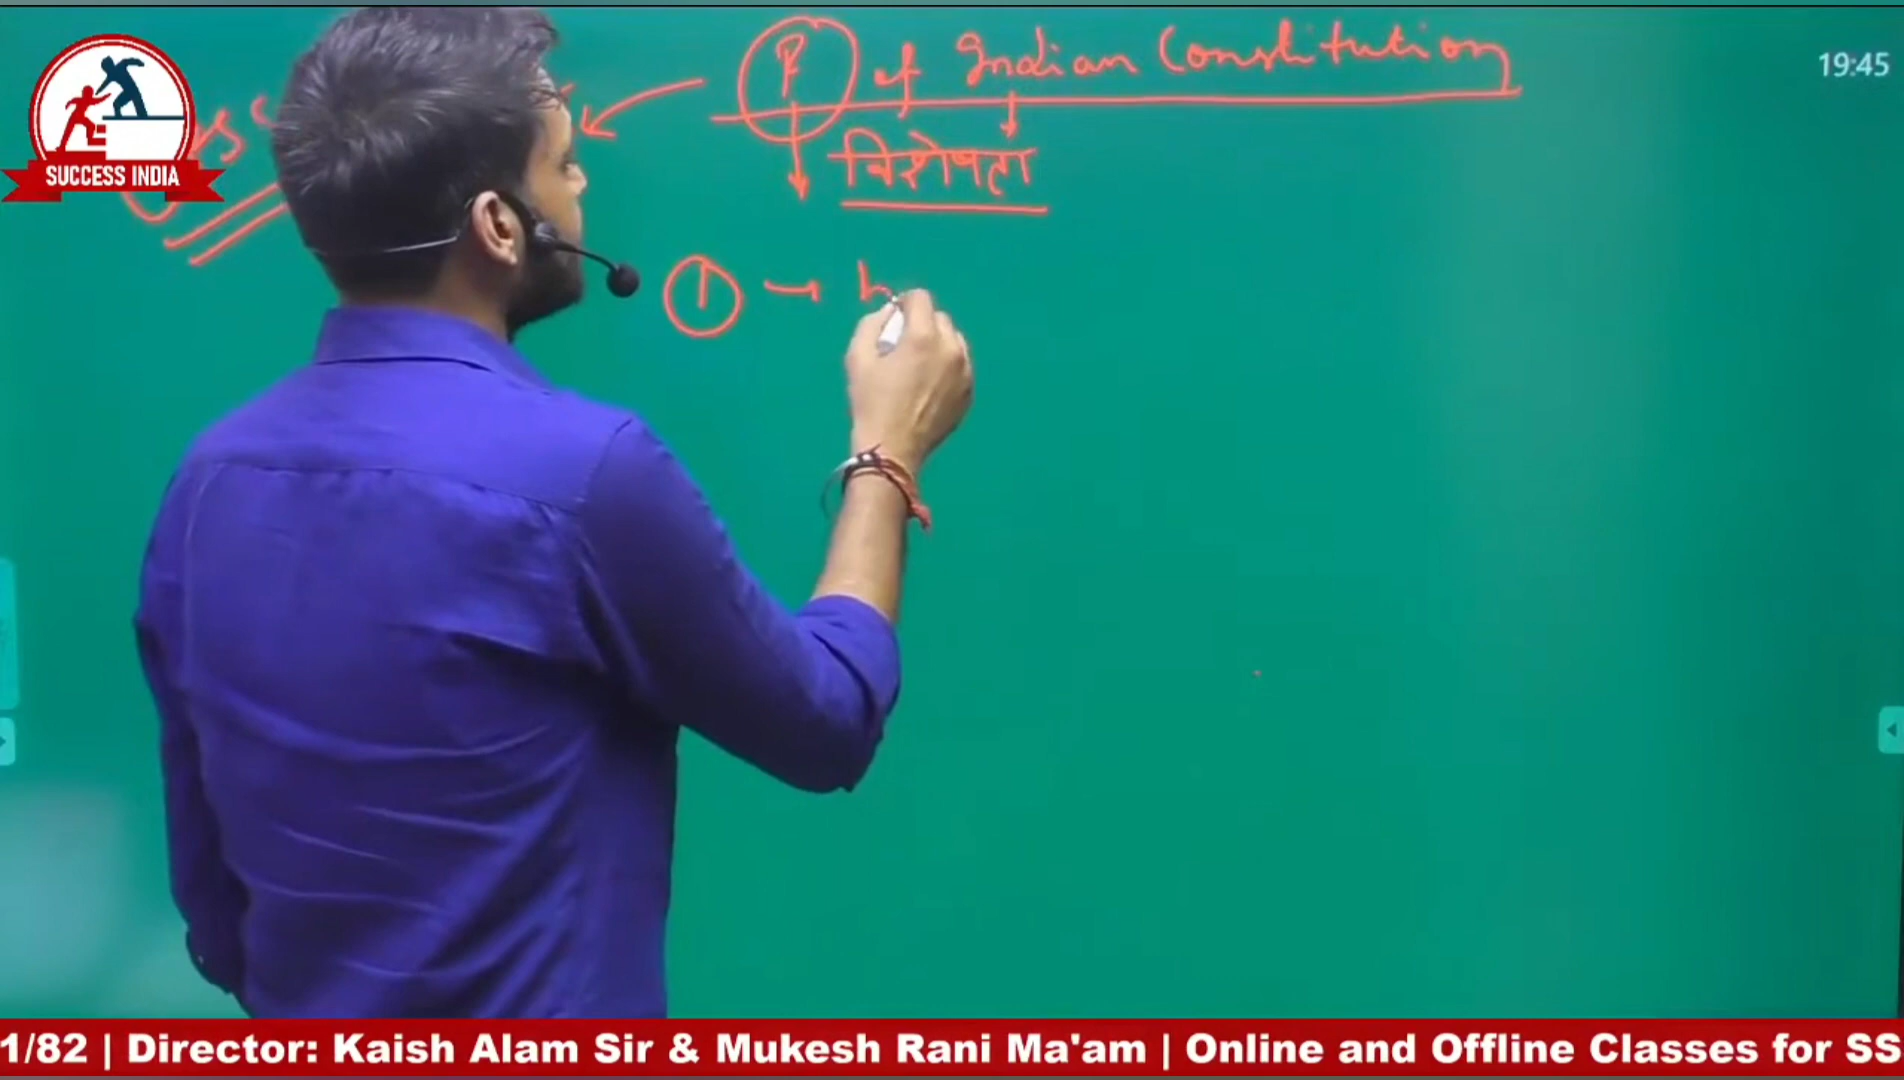 F of Indian Constitution
19:45
विशेषता
SUCCESS INDIA
1
1/82 | Director: Kaish Alam Sir & Mukesh Rani Ma'am | Online and Offline Classes for SS